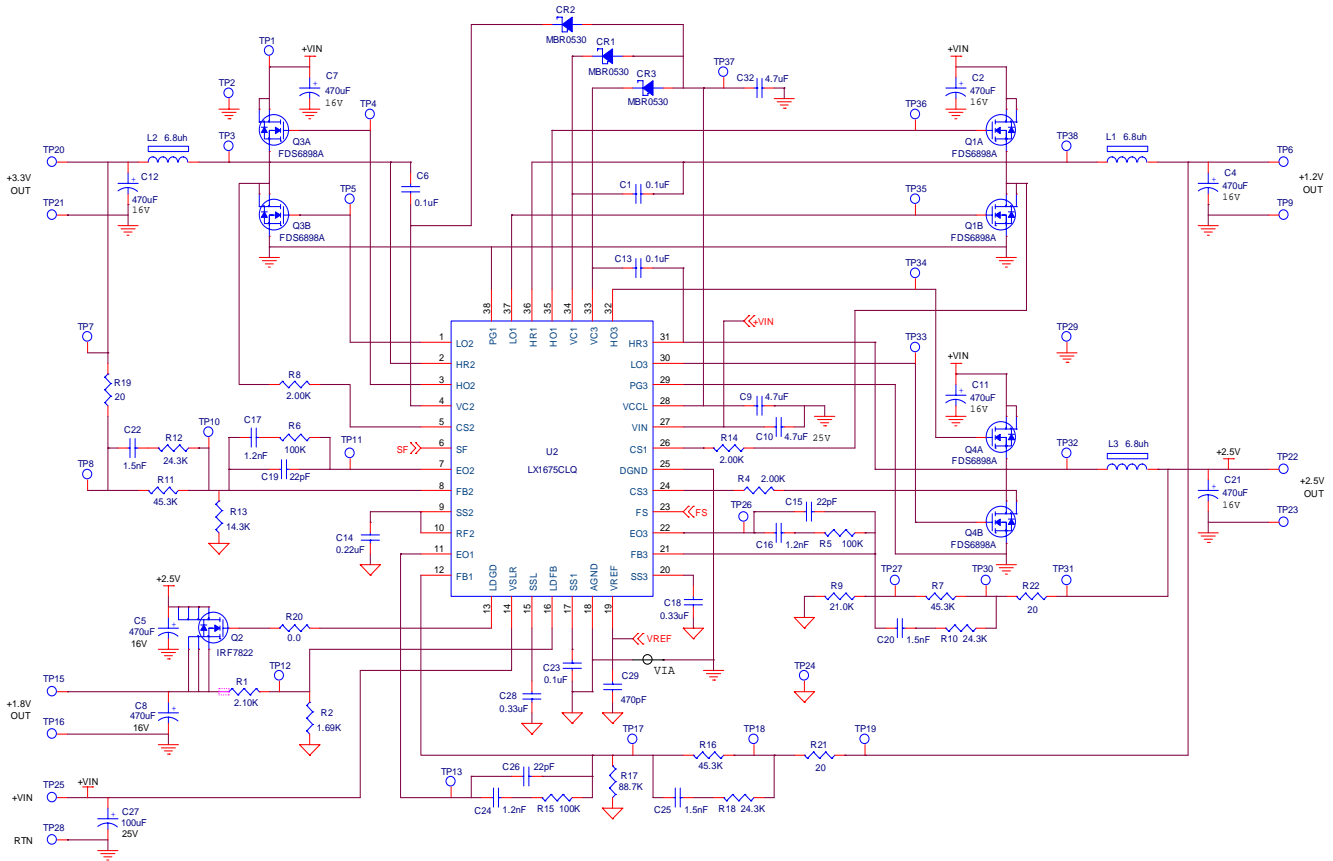 CR2
MBR0530
CR1
MBR0530
CR3
MBR0530
TP37
C32
4.7uF
TP1
+VIN
C7
470uF
16V
TP2
TP4
Q3A
FDS6898A
+VIN
C2
470uF
16V
TP36
Q1A
FDS6898A
TP20
L2 6.8uh
TP3
+3.3V
OUT
C12
470uF
16V
TP21
TP5
Q3B
FDS6898A
C6
0.1uF
C1
0.1uF
TP35
Q1B
FDS6898A
TP38
L1 6.8uh
TP6
C4
470uF
16V
+1.2V
OUT
TP9
C13
0.1uF
TP34
38
37
36
35
34
33
32
PG1
LO1
HR1
HO1
VC1
VC3
HO3
+VIN
TP7
TP33
TP29
1 LO2
2 HR2
3 HO2
4 VC2
5 CS2
6 SF
7 EO2
8 FB2
9 SS2
10 RF2
11 EO1
12 FB1
U2
LX1675CLQ
HR3 31
LO3 30
PG3 29
VCCL 28
VIN 27
CS1 26
DGND 25
CS3 24
FS 23
EO3 22
FB3 21
SS3 20
LDGD
VSLR
SSL
LDFB
SS1
AGND
VREF
13
14
15
16
17
18
19
R19
20
R8
2.00K
C9
4.7uF
C10
4.7uF
25V
+VIN
C11
470uF
16V
Q4A
FDS6898A
C22
1.5nF
R12
24.3K
TP10
C17
1.2nF
R6
100K
TP11
SF
C19
22pF
R14
2.00K
TP32
L3 6.8uh
+2.5V
TP22
TP8
R11
45.3K
R13
14.3K
C14
0.22uF
R4
2.00K
FS
TP26
C15
22pF
C16
1.2nF
R5
100K
Q4B
FDS6898A
C21
470uF
16V
+2.5V
OUT
TP23
+2.5V
C5
470uF
16V
Q2
IRF7822
R20
0.0
C18
0.33uF
R9
21.0K
TP27
R7
45.3K
TP30
R22
20
TP31
C20
1.5nF
R10
24.3K
VREF
VIA
TP15
+1.8V
OUT
TP16
C8
470uF
16V
R1
2.10K
TP12
R2
1.69K
C28
0.33uF
C23
0.1uF
C29
470pF
TP24
TP17
R16
45.3K
TP18
R21
20
TP19
TP13
C26
22pF
C24
1.2nF
R15
100K
R17
88.7K
C25
1.5nF
R18
24.3K
TP25
+VIN
+VIN
C27
100uF
25V
RTN
TP28